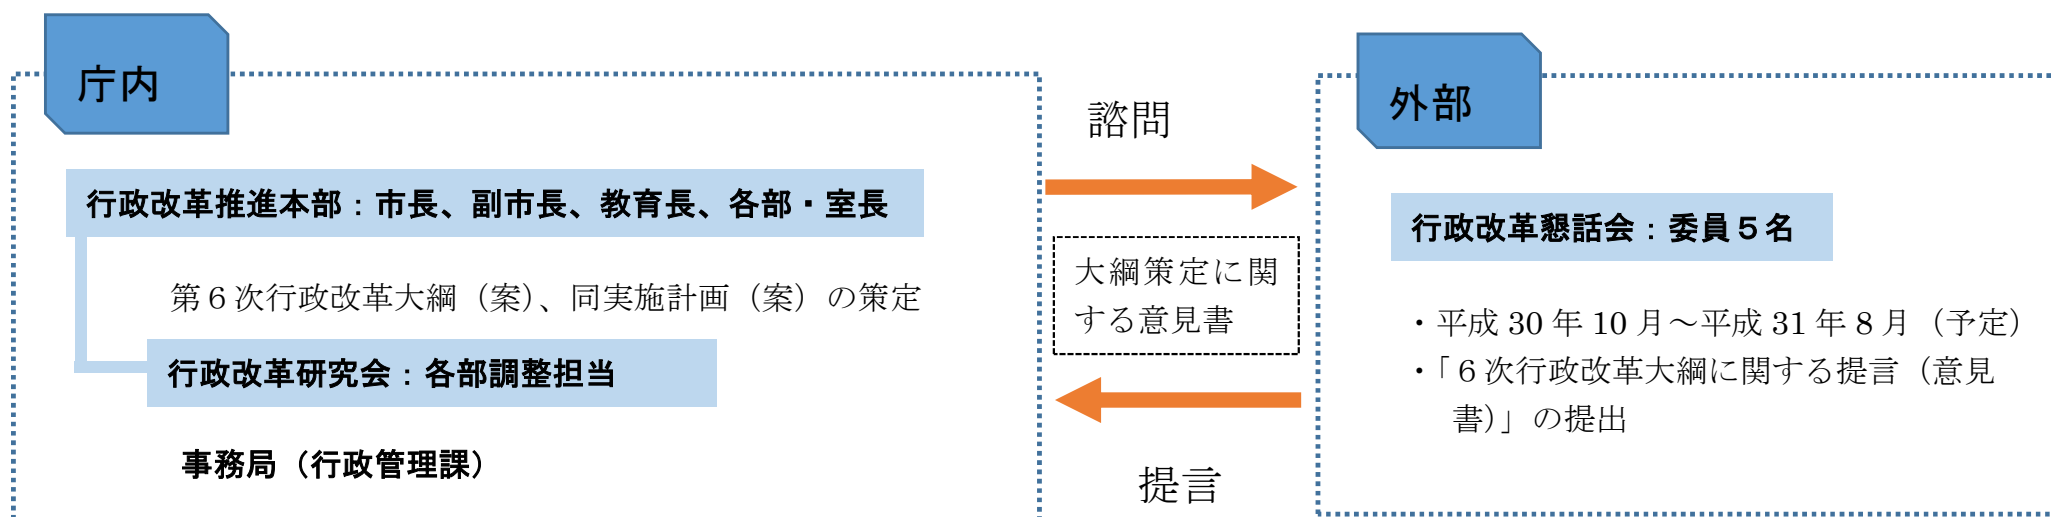 庁内
行政改革推進本部：市長、副市長、教育長、各部・室長
第６次行政改革大綱（案）、同実施計画（案）の策定
行政改革研究会：各部調整担当
事務局（行政管理課）
諮問
大綱策定に関
する意見書
提言
外部
行政改革懇話会：委員５名
・平成 30 年 10 月～平成 31 年 8 月（予定）
・「６次行政改革大綱に関する提言（意見
書）」の提出